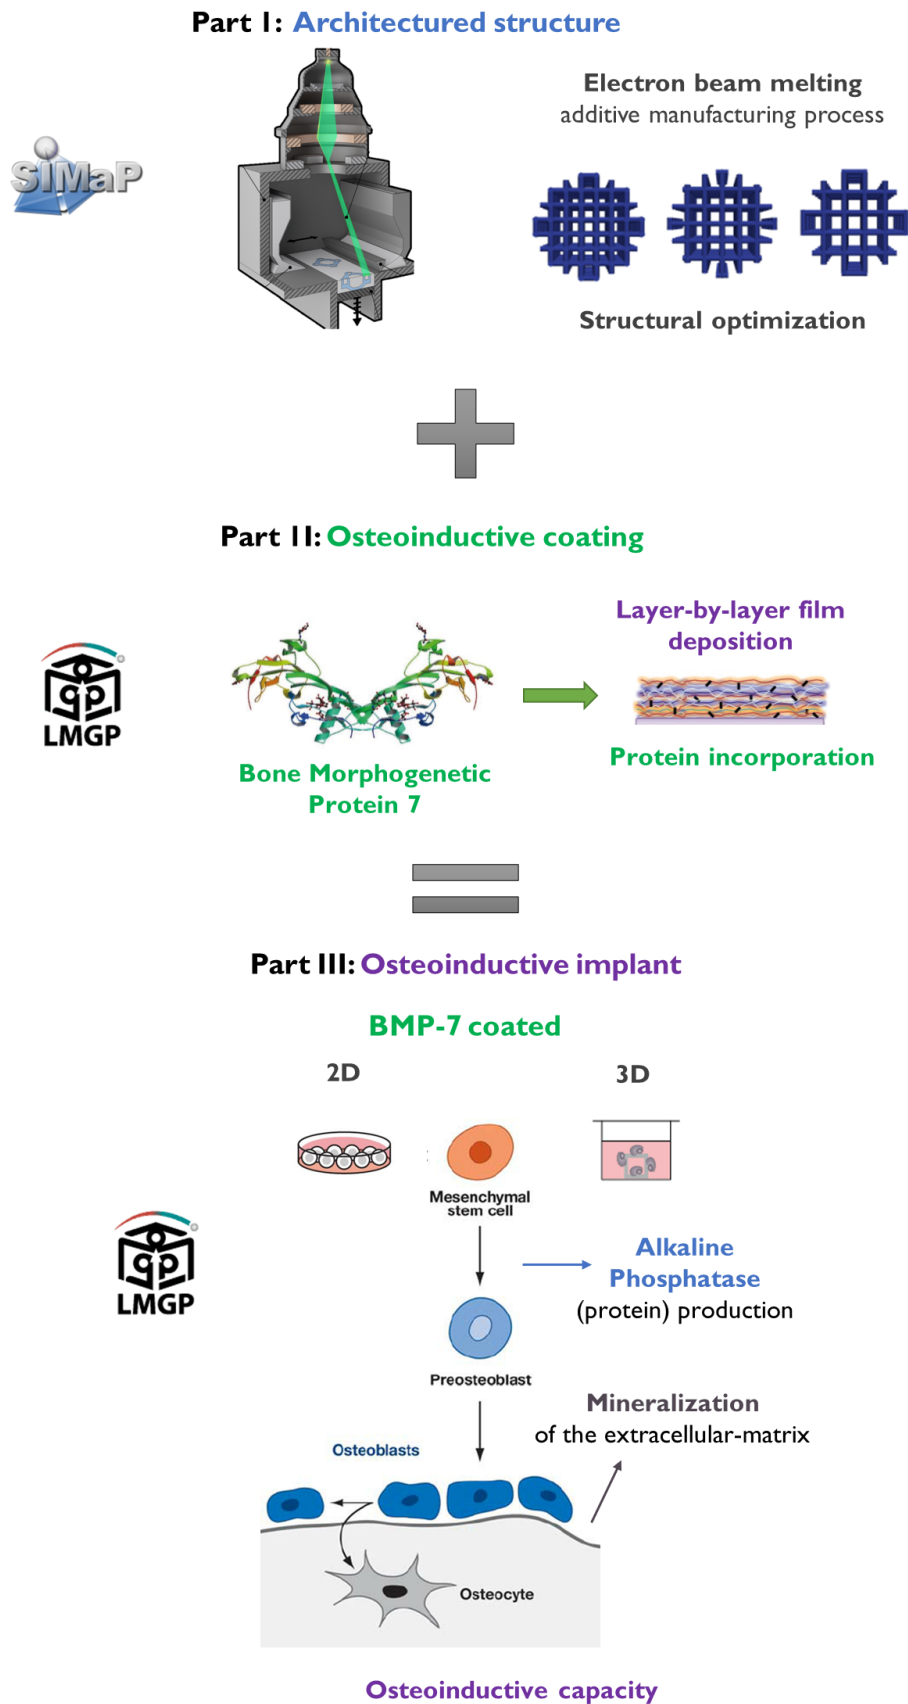 Part I: Architectured structure
Electron beam melting
additive manufacturing process
SIMaP
Structural optimization
Part 1I: Osteoinductive coating
Layer-by-layer film
deposition
LMGP
Bone Morphogenetic
Protein 7
Protein incorporation
Part III: Osteoinductive implant
BMP-7 coated
2D
3D
Mesenchymal
stem cell
LMGP
Alkaline
Phosphatase
(protein) production
Preosteoblast
Mineralization
of the extracellular-matrix
Osteoblasts
Osteocyte
Osteoinductive capacity